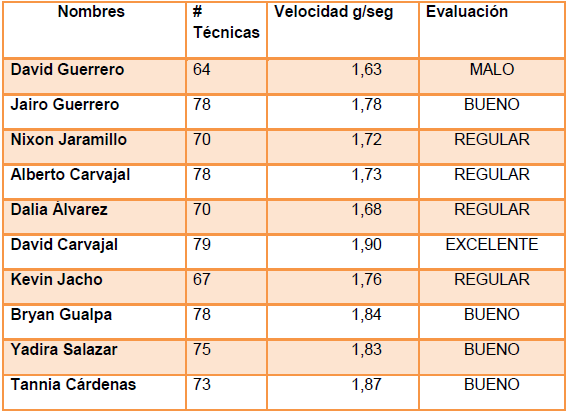 Nombres # Técnicas Velocidad g/seg Evaluación
David Guerrero 64 1,63 MALO
Jairo Guerrero 78 1,78 BUENO
Nixon Jaramillo 70 1,72 REGULAR
Alberto Carvajal 78 1,73 REGULAR
Dalia Álvarez 70 1,68 REGULAR
David Carvajal 79 1,90 EXCELENTE
Kevin Jacho 67 1,76 REGULAR
Bryan Gualpa 78 1,84 BUENO
Yadira Salazar 75 1,83 BUENO
Tannia Cárdenas 73 1,87 BUENO